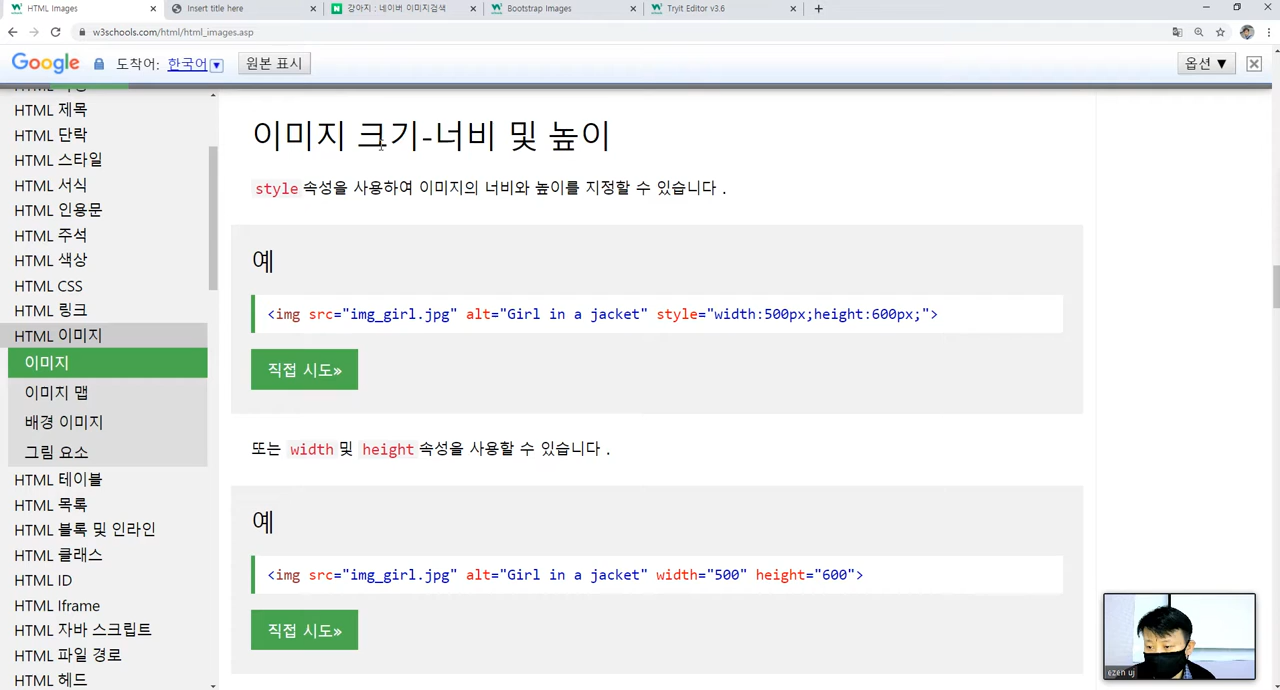 HTML Images
Insert title here
강아지 : 네이버 이미지검색
Bootstrap Images
Tryit Editor v3.6
w3schools.com/html/html_images.asp
Google 도착어: 한국어▼ 원본 표시 옵션 ▼
HTML 제목
HTML 단락
HTML 스타일
HTML 서식
HTML 인용문
HTML 주석
HTML 색상
HTML CSS
HTML 링크
HTML 이미지
이미지
이미지 맵
배경 이미지
그림 요소
HTML 테이블
HTML 목록
HTML 블록 및 인라인
HTML 클래스
HTML ID
HTML Iframe
HTML 자바 스크립트
HTML 파일 경로
HTML 헤드
이미지 크기-너비 및 높이
style 속성을 사용하여 이미지의 너비와 높이를 지정할 수 있습니다 .
예
<img src="img_girl.jpg" alt="Girl in a jacket" style="width:500px;height:600px;">
직접 시도»
또는 width 및 height 속성을 사용할 수 있습니다 .
예
<img src="img_girl.jpg" alt="Girl in a jacket" width="500" height="600">
직접 시도»
ezen uj